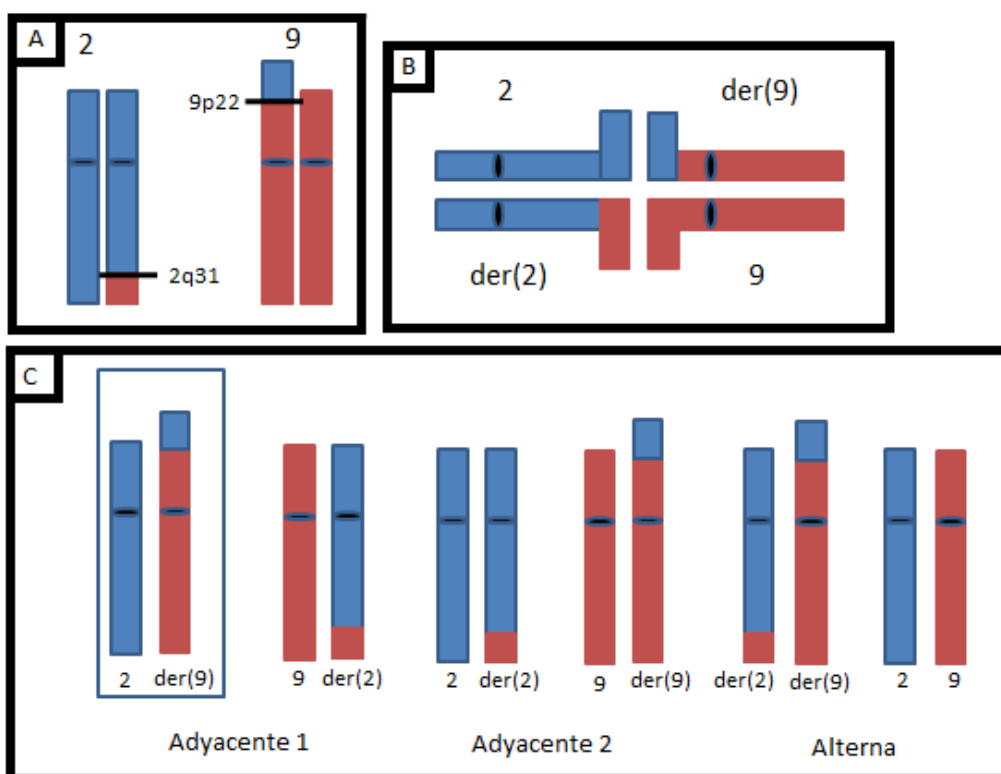 A
2
9
9p22
2q31
B
2
der(9)
der(2)
9
C
2 der(9) 9 der(2) 2 der(2) 9 der(9) der(2) der(9) 2 9
Adyacente 1 Adyacente 2 Alterna